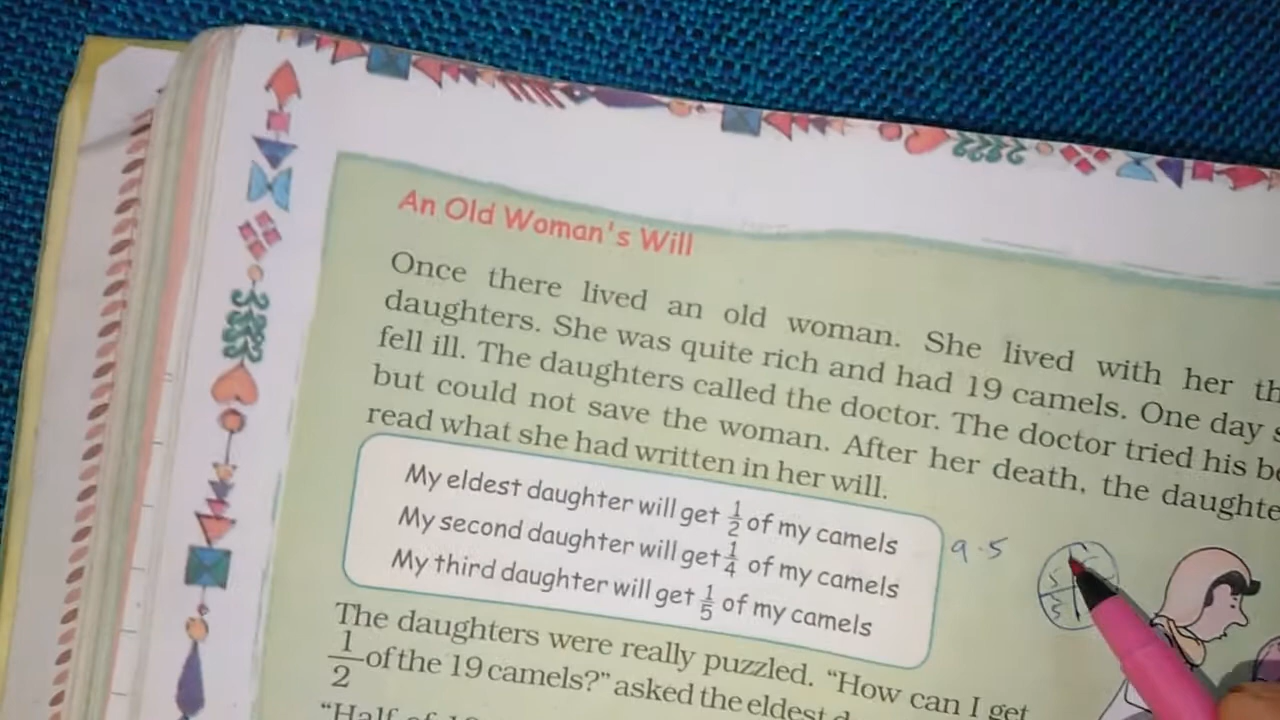 An Old Woman's Will
Once there lived an old woman. She lived with her
daughters. She was quite rich and had 19 camels. One day
fell ill. The daughters called the doctor. The doctor tried his
but could not save the woman. After her death, the
read what she had written in her will.
My eldest daughter will get 1/2 of my camels
My second daughter will get 1/4 of my camels
My third daughter will get 1/5 of my camels
9.5
The daughters were really puzzled. “How can I get
1/2 of the 19 camels?” asked the eldest
“Half of